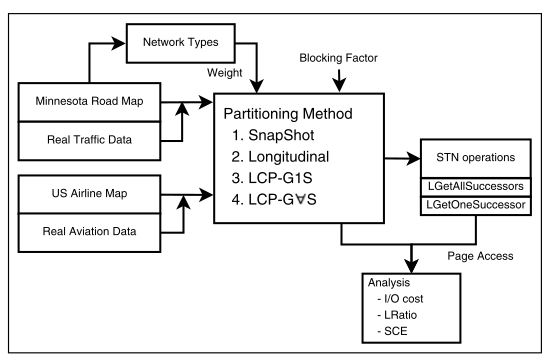 Network Types
Weight
Blocking Factor
Minnesota Road Map
Real Traffic Data
US Airline Map
Real Aviation Data
Partitioning Method
1. SnapShot
2. Longitudinal
3. LCP-G1S
4. LCP-G∀S
STN operations
LGetAllSuccessors
LGetOneSuccessor
Page Access
Analysis
- I/O cost
- LRatio
- SCE